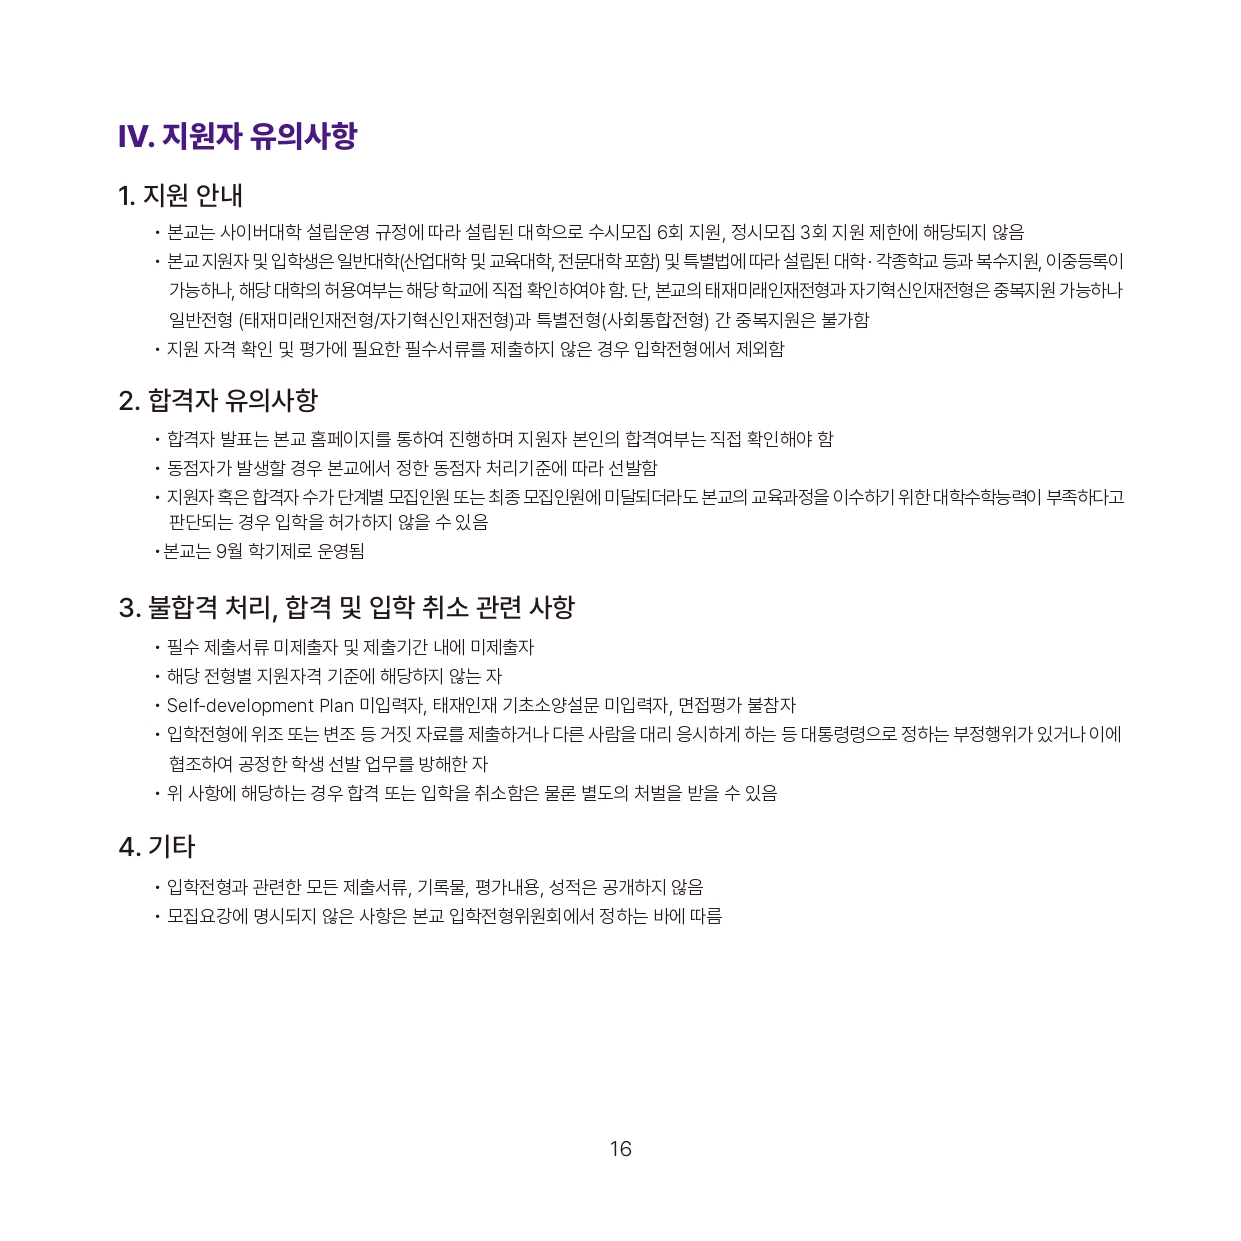 IV. 지원자 유의사항
1. 지원 안내
• 본교는 사이버대학 설립운영 규정에 따라 설립된 대학으로 수시모집 6회 지원, 정시모집 3회 지원 제한에 해당되지 않음
• 본교 지원자 및 입학생은 일반대학(산업대학 및 교육대학, 전문대학 포함) 및 특별법에 따라 설립된 대학 · 각종학교 등과 복수지원, 이중등록이
가능하나, 해당 대학의 허용여부는 해당 학교에 직접 확인하여야 함. 단, 본교의 태재미래인재전형과 자기혁신인재전형은 중복지원 가능하나
일반전형 (태재미래인재전형/자기혁신인재전형)과 특별전형(사회통합전형) 간 중복지원은 불가함
• 지원 자격 확인 및 평가에 필요한 필수서류를 제출하지 않은 경우 입학전형에서 제외함
2. 합격자 유의사항
• 합격자 발표는 본교 홈페이지를 통하여 진행하며 지원자 본인의 합격여부는 직접 확인해야 함
• 동점자가 발생할 경우 본교에서 정한 동점자 처리기준에 따라 선발함
• 지원자 혹은 합격자 수가 단계별 모집인원 또는 최종 모집인원에 미달되더라도 본교의 교육과정을 이수하기 위한 대학수학능력이 부족하다고
판단되는 경우 입학을 허가하지 않을 수 있음
•본교는 9월 학기제로 운영됨
3. 불합격 처리, 합격 및 입학 취소 관련 사항
• 필수 제출서류 미제출자 및 제출기간 내에 미제출자
• 해당 전형별 지원자격 기준에 해당하지 않는 자
• Self-development Plan 미입력자, 태재인재 기초소양설문 미입력자, 면접평가 불참자
• 입학전형에 위조 또는 변조 등 거짓 자료를 제출하거나 다른 사람을 대리 응시하게 하는 등 대통령령으로 정하는 부정행위가 있거나 이에
협조하여 공정한 학생 선발 업무를 방해한 자
• 위 사항에 해당하는 경우 합격 또는 입학을 취소함은 물론 별도의 처벌을 받을 수 있음
4. 기타
• 입학전형과 관련한 모든 제출서류, 기록물, 평가내용, 성적은 공개하지 않음
• 모집요강에 명시되지 않은 사항은 본교 입학전형위원회에서 정하는 바에 따름
16